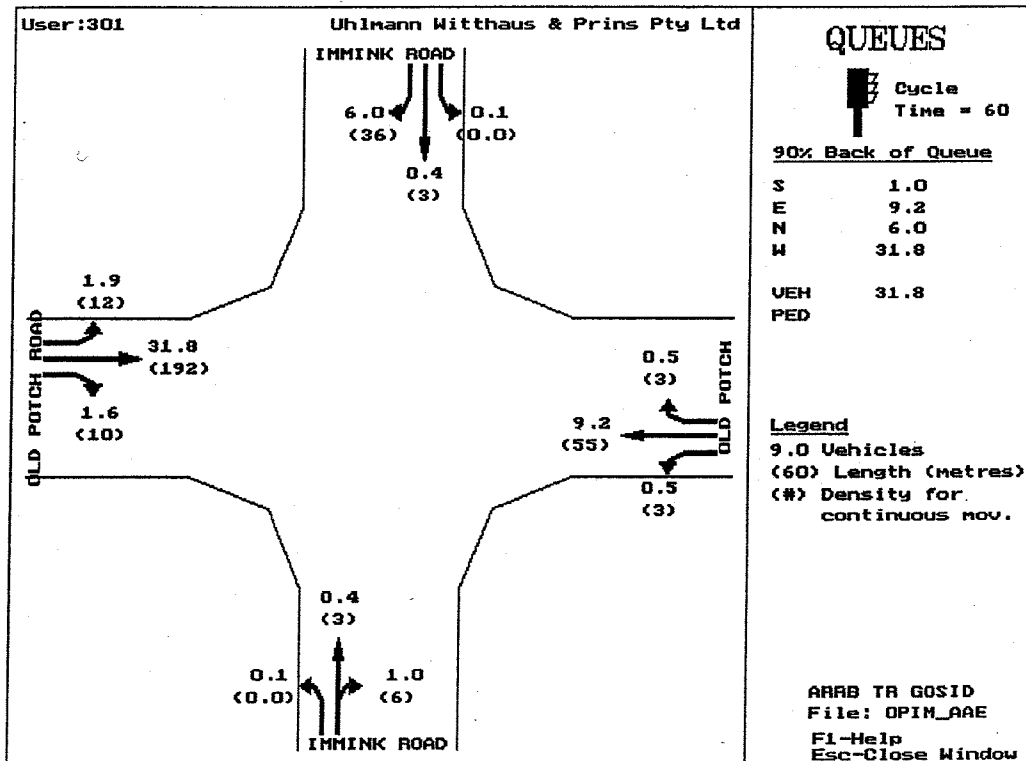 User:301
Uhlmann Witthaus & Prins Pty Ltd
IMMINK ROAD
6.0
(36)
0.1
(0.0)
0.4
(3)
1.9
(12)
OLD POTCH ROAD
31.8
(192)
1.6
(10)
0.5
(3)
OLD POTCH
9.2
(55)
0.5
(3)
0.4
(3)
0.1
(0.0)
1.0
(6)
IMMINK ROAD
QUEUES
Cycle
Time = 60
90% Back of Queue
S 1.0
E 9.2
N 6.0
W 31.8
VEH 31.8
PED
Legend
9.0 Vehicles
(60) Length (metres)
(#) Density for
continuous mov.
ARRB TR GOSID
File: OPIM_AAE
F1-Help
Esc-Close Window